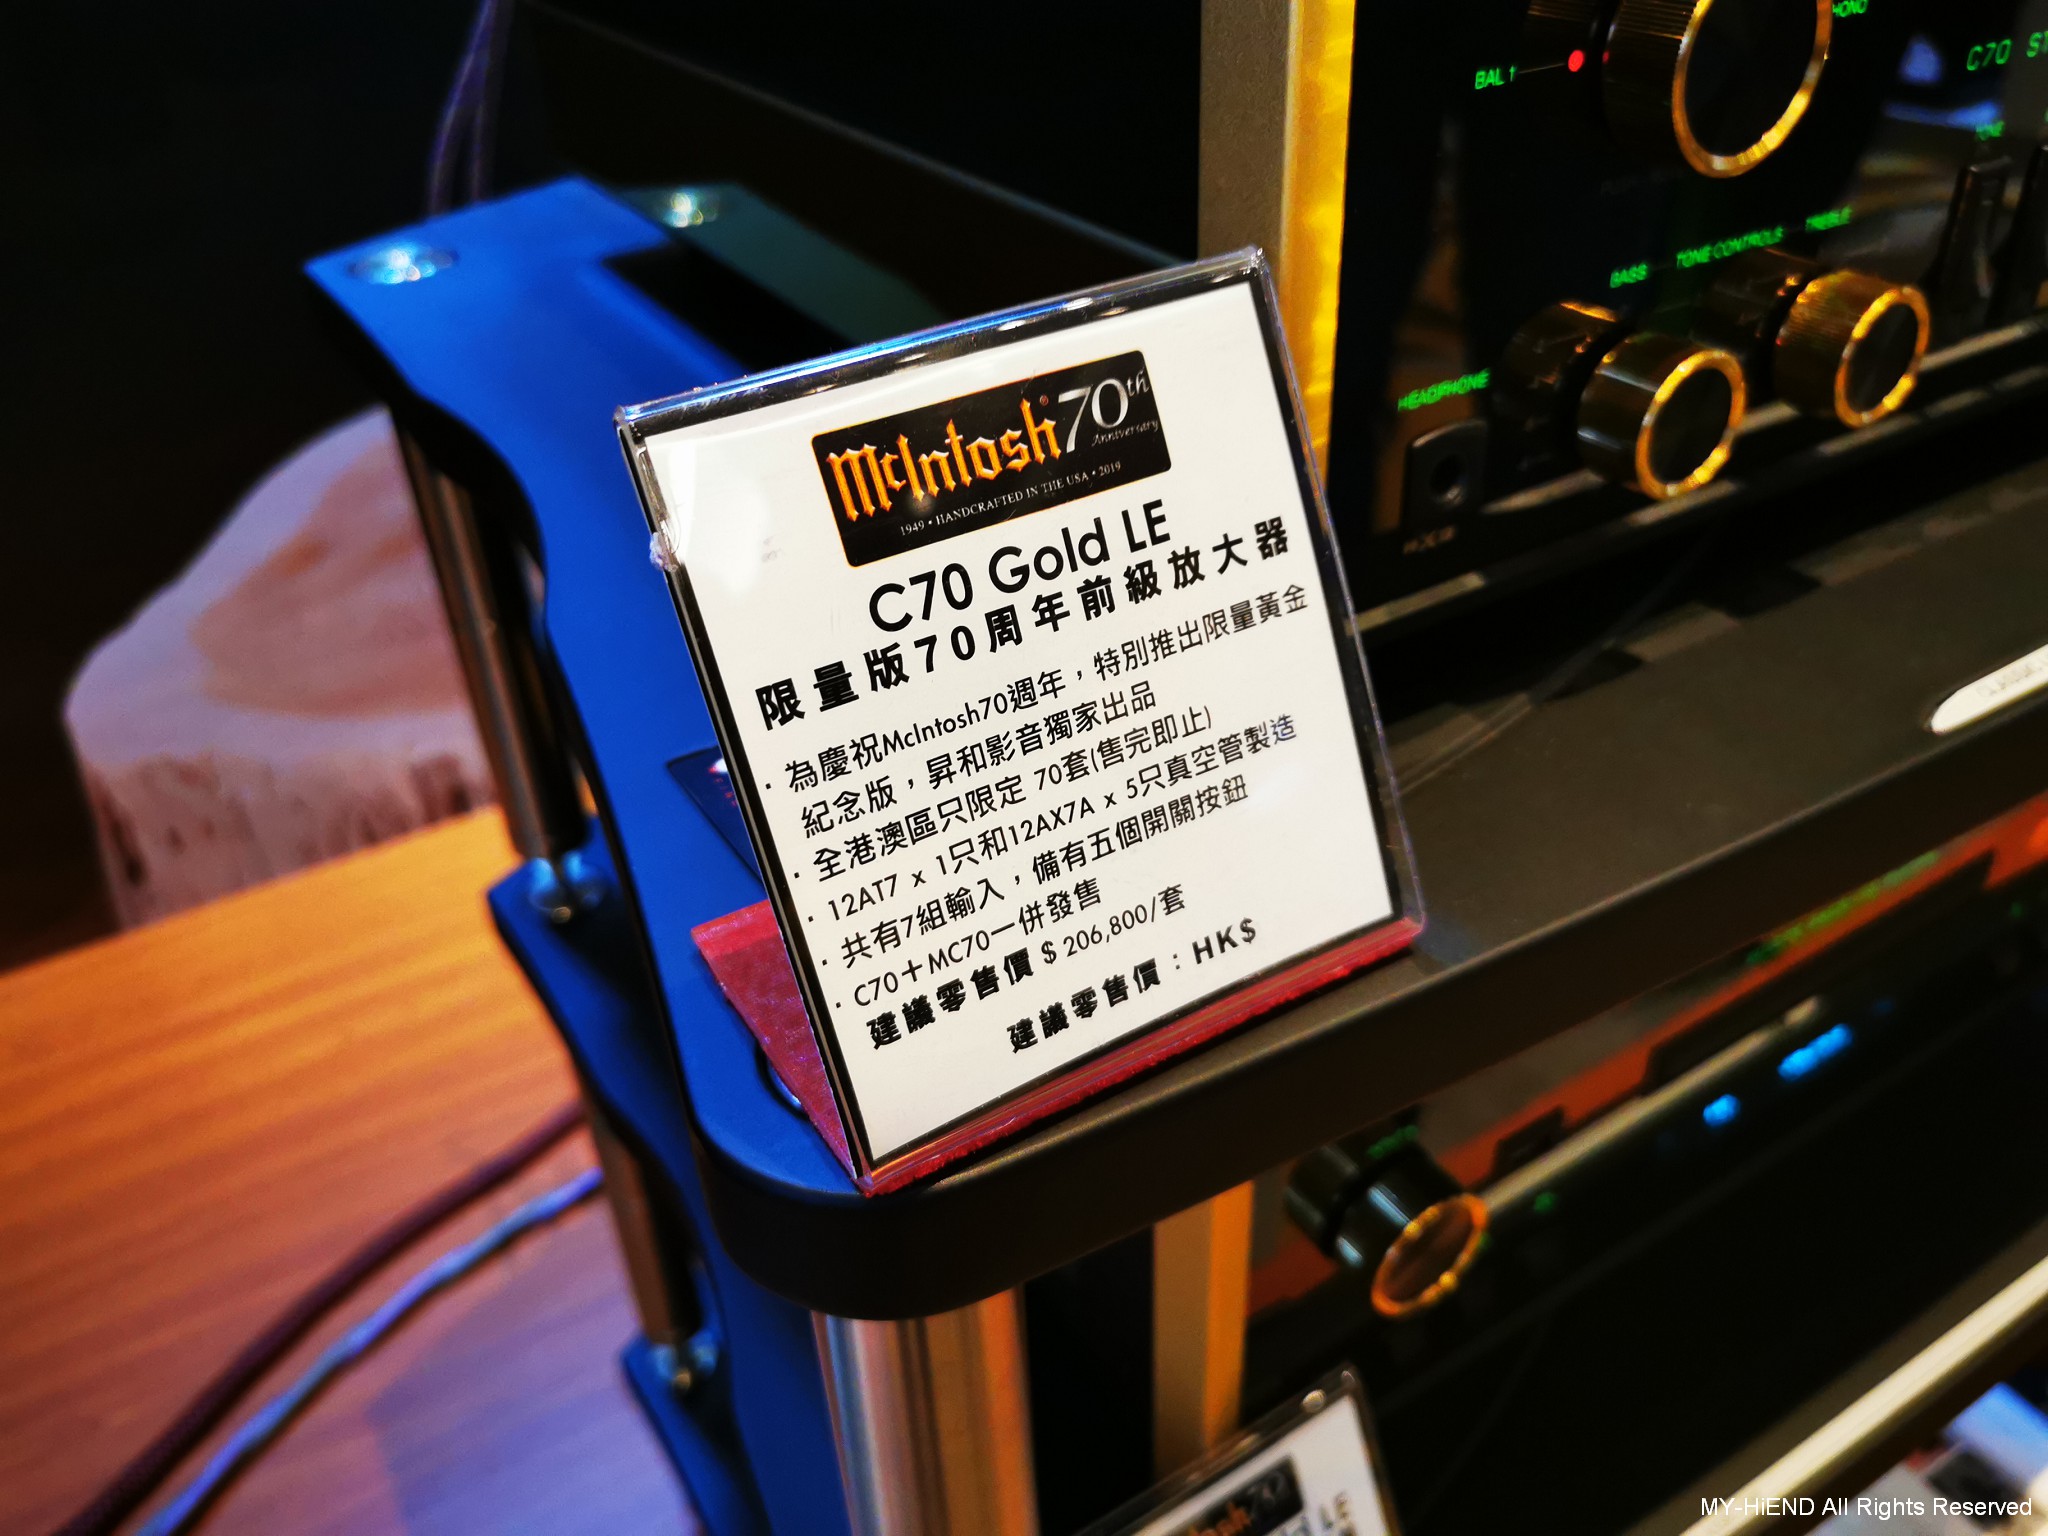 HONO
BAL
C70 ST
TONE
BASS
TONE CONTROLS
TREBLE
HEADPHONE
McIntosh® 70th
Anniversary
1949 • HANDCRAFTED IN THE USA • 2019
C70 Gold LE
限量版70周年前級放大器
· 為慶祝McIntosh70週年，特別推出限量黃金
紀念版，昇和影音獨家出品
· 全港澳區只限定 70套(售完即止)
· 12AT7 x 1只和12AX7A x 5只真空管製造
· 共有7組輸入，備有五個開關按鈕
· C70＋MC70一併發售
建議零售價 $ 206,800/套
建議零售價：HK$
McIntosh 70
LE
MY-HiEND All Rights Reserved